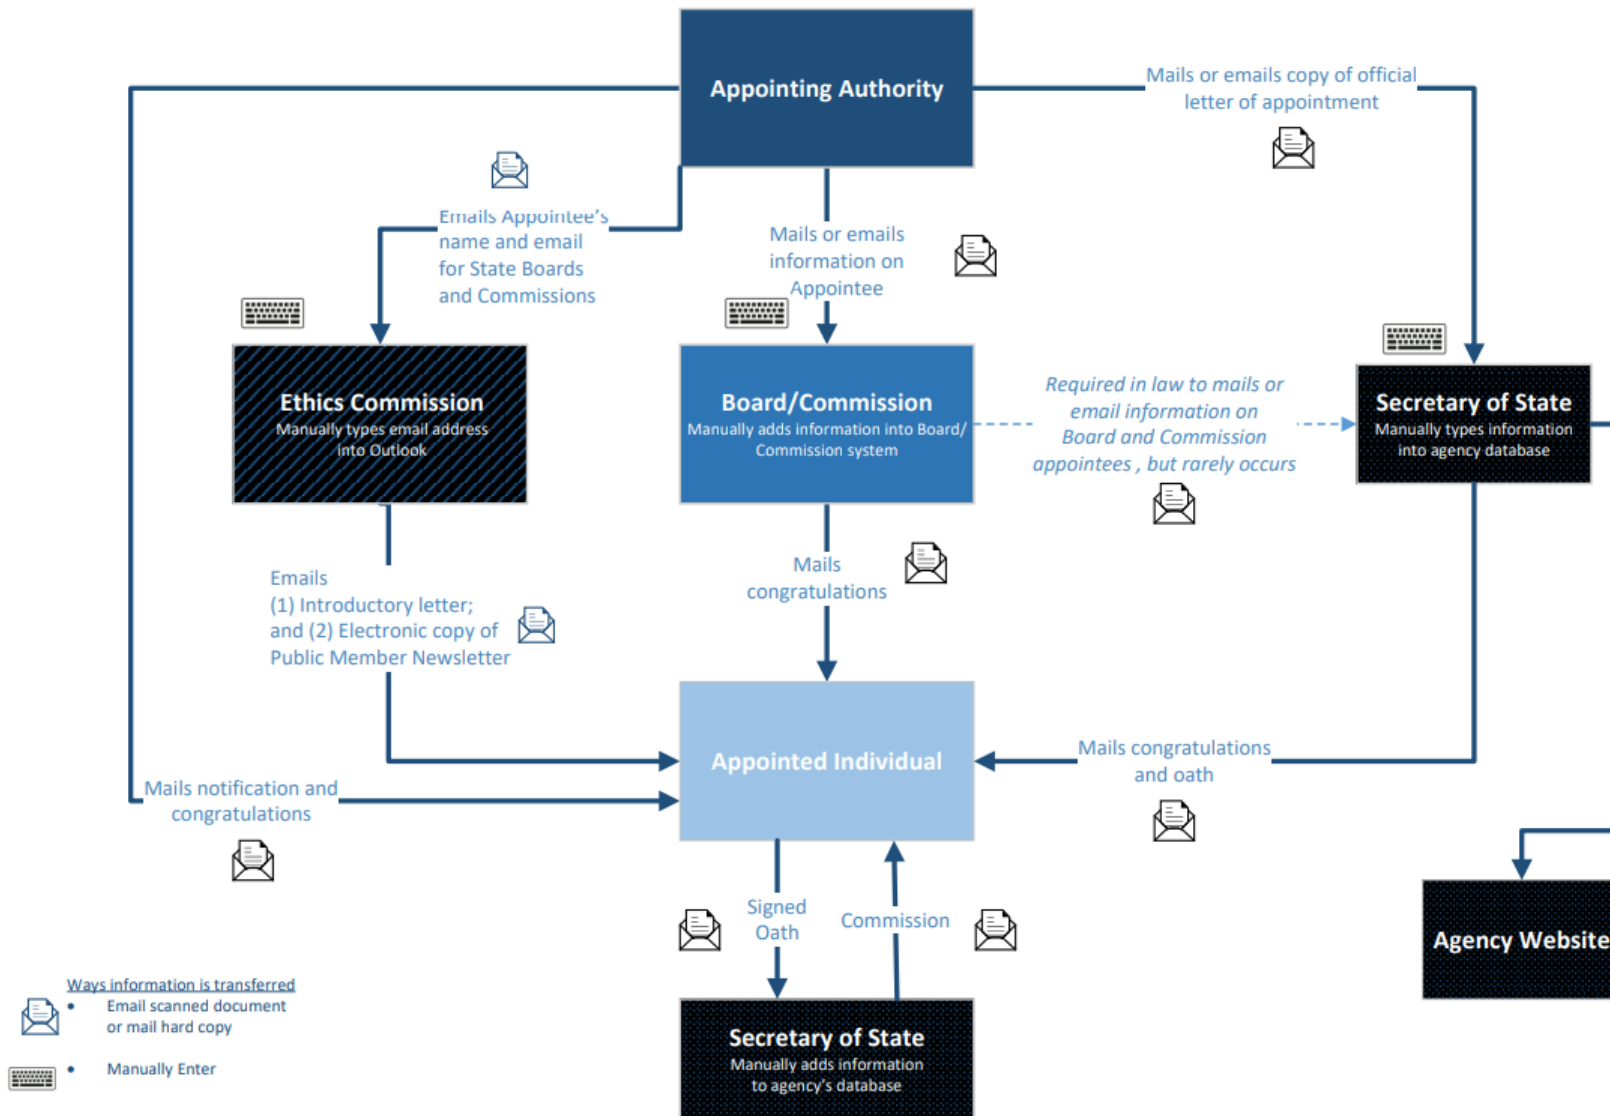 Appointing Authority
Mails or emails copy of official
letter of appointment
Emails Appointee's
name and email
for State Boards
and Commissions
Mails or emails
information on
Appointee
Ethics Commission
Manually types email address
into Outlook
Board/Commission
Manually adds information into Board/
Commission system
Required in law to mails or
email information on
Board and Commission
appointees , but rarely occurs
Secretary of State
Manually types information
into agency database
Emails
(1) Introductory letter;
and (2) Electronic copy of
Public Member Newsletter
Mails
congratulations
Appointed Individual
Mails congratulations
and oath
Mails notification and
congratulations
Signed
Oath
Commission
Agency Website
Secretary of State
Manually adds information
to agency's database
Ways information is transferred
• Email scanned document
or mail hard copy
• Manually Enter